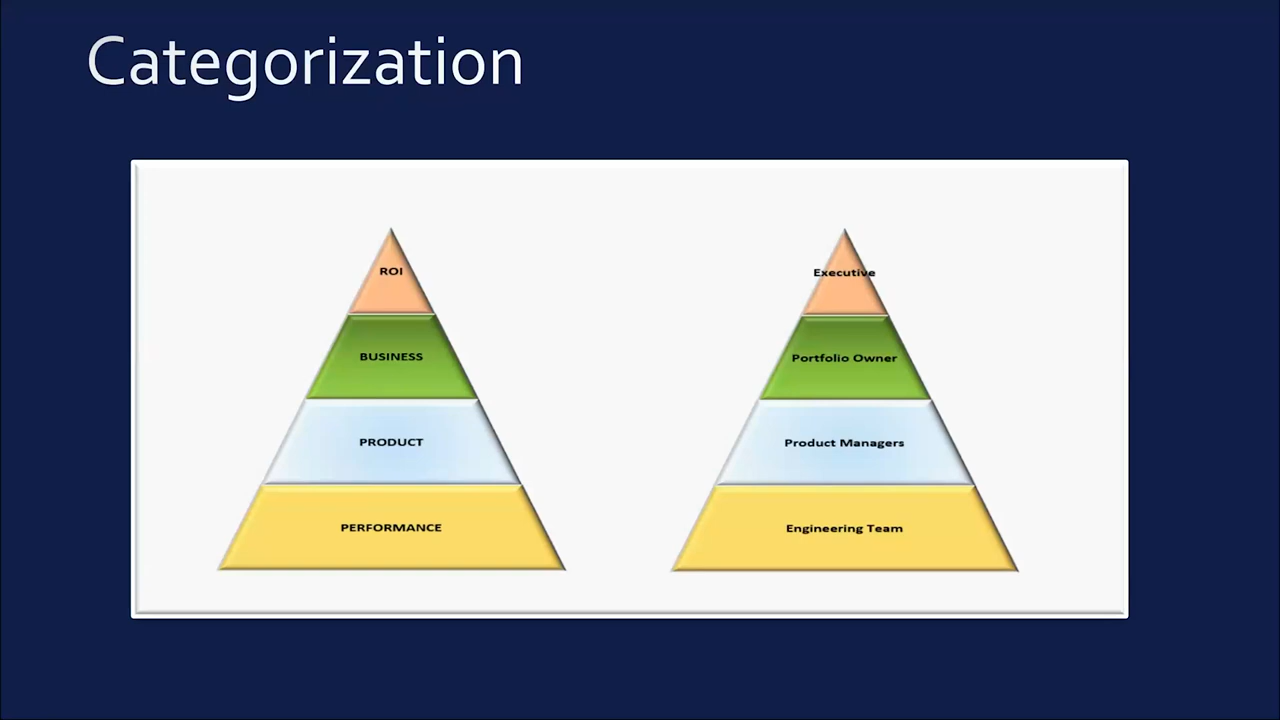 Categorization
ROI
BUSINESS
PRODUCT
PERFORMANCE
Executive
Portfolio Owner
Product Managers
Engineering Team